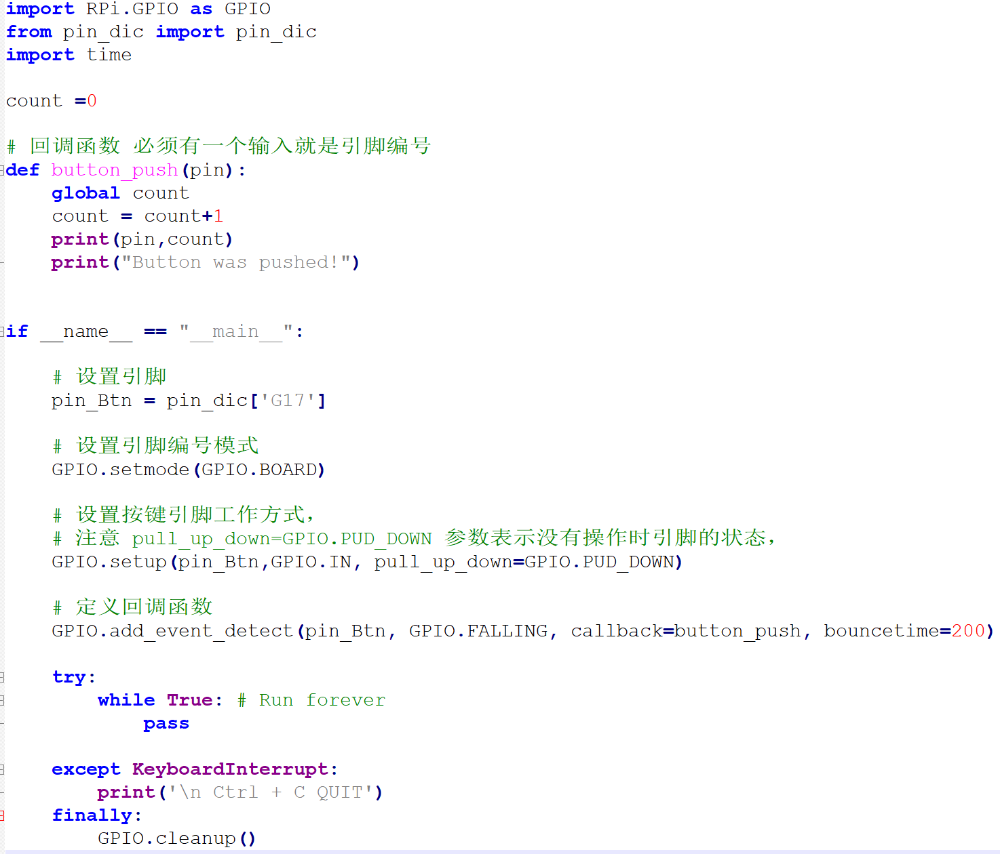 import RPi.GPIO as GPIO
from pin_dic import pin_dic
import time
count =0
# 回调函数 必须有一个输入就是引脚编号
def button_push(pin):
global count
count = count+1
print(pin,count)
print("Button was pushed!")
if __name__ == "__main__":
# 设置引脚
pin_Btn = pin_dic['G17']
# 设置引脚编号模式
GPIO.setmode(GPIO.BOARD)
# 设置按键引脚工作方式,
# 注意 pull_up_down=GPIO.PUD_DOWN 参数表示没有操作时引脚的状态,
GPIO.setup(pin_Btn,GPIO.IN, pull_up_down=GPIO.PUD_DOWN)
# 定义回调函数
GPIO.add_event_detect(pin_Btn, GPIO.FALLING, callback=button_push, bouncetime=200)
try:
while True: # Run forever
pass
except KeyboardInterrupt:
print('\n Ctrl + C QUIT')
finally:
GPIO.cleanup()